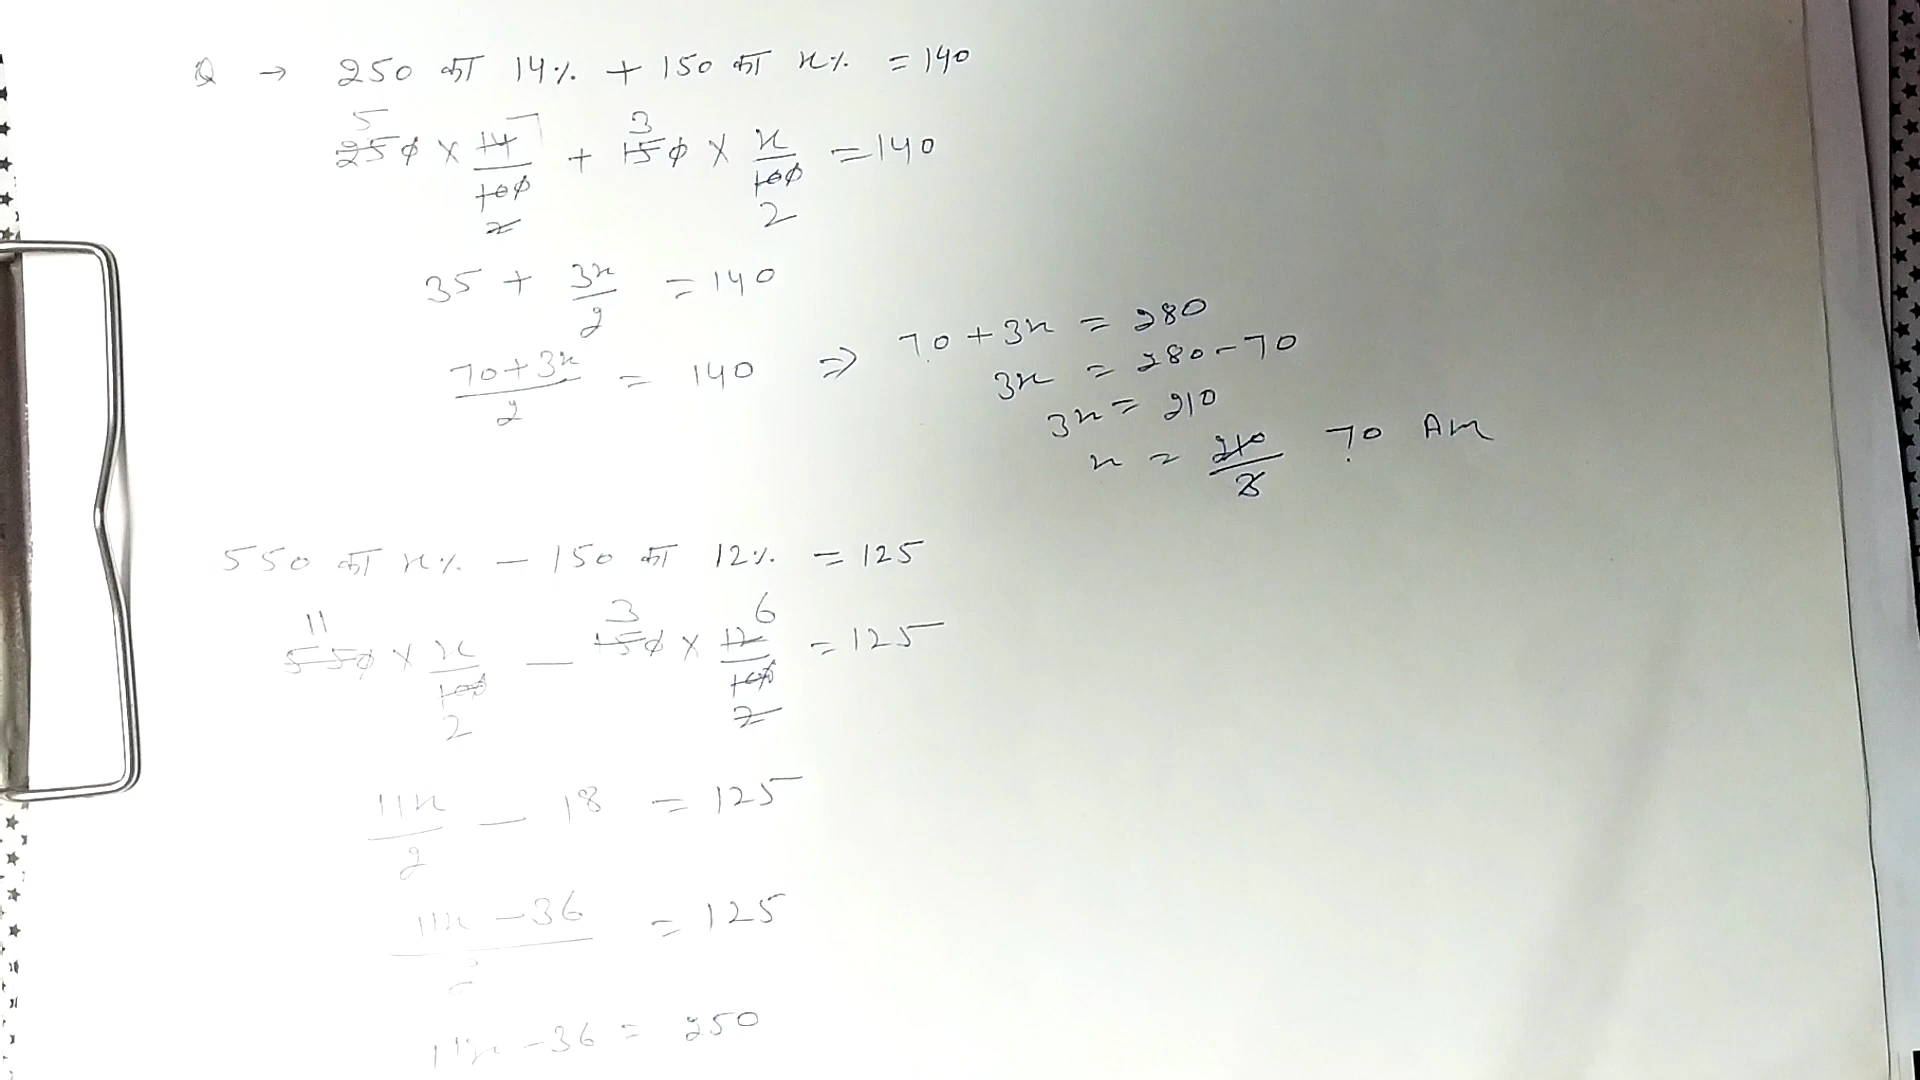 Q → 250 का 14% + 150 का x% = 140
5 7 3
250 × 14/100 + 150 × x/100 = 140
2 2
35 + 3x/2 = 140
70+3x/2 = 140 ⇒ 70 + 3x = 280
3x = 280-70
3x = 210
x = 210/3 70 Ans
550 का x% - 150 का 12% = 125
11 3 6
550 × x/100 - 150 × 12/100 = 125
2 2
11x/2 - 18 = 125
11x - 36/2 = 125
11x - 36 = 250